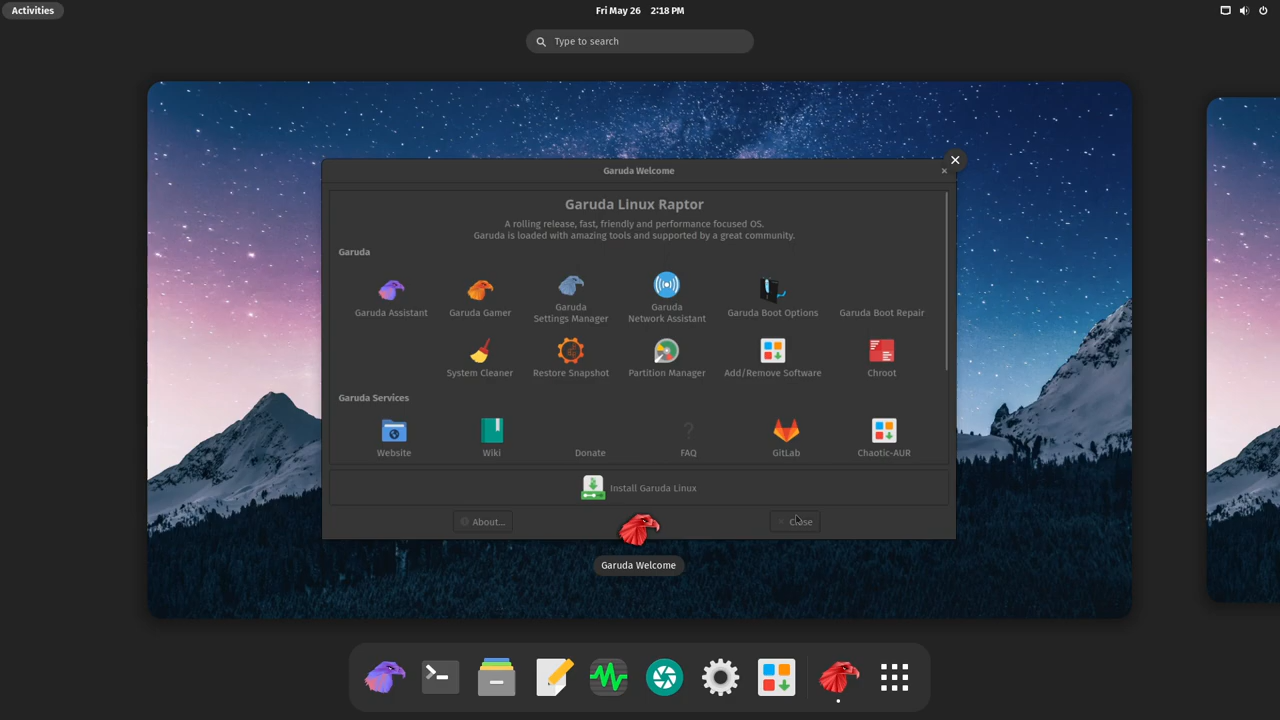 Activities
Fri May 26 2:18 PM
Type to search
Garuda Welcome
Garuda Linux Raptor
A rolling release, fast, friendly and performance focused OS.
Garuda is loaded with amazing tools and supported by a great community.
Garuda
Garuda Assistant
Garuda Gamer
Garuda
Settings Manager
Garuda
Network Assistant
Garuda Boot Options
Garuda Boot Repair
System Cleaner
Restore Snapshot
Partition Manager
Add/Remove Software
Chroot
Garuda Services
Website
Wiki
Donate
?
FAQ
GitLab
Chaotic-AUR
Install Garuda Linux
About...
Close
Garuda Welcome